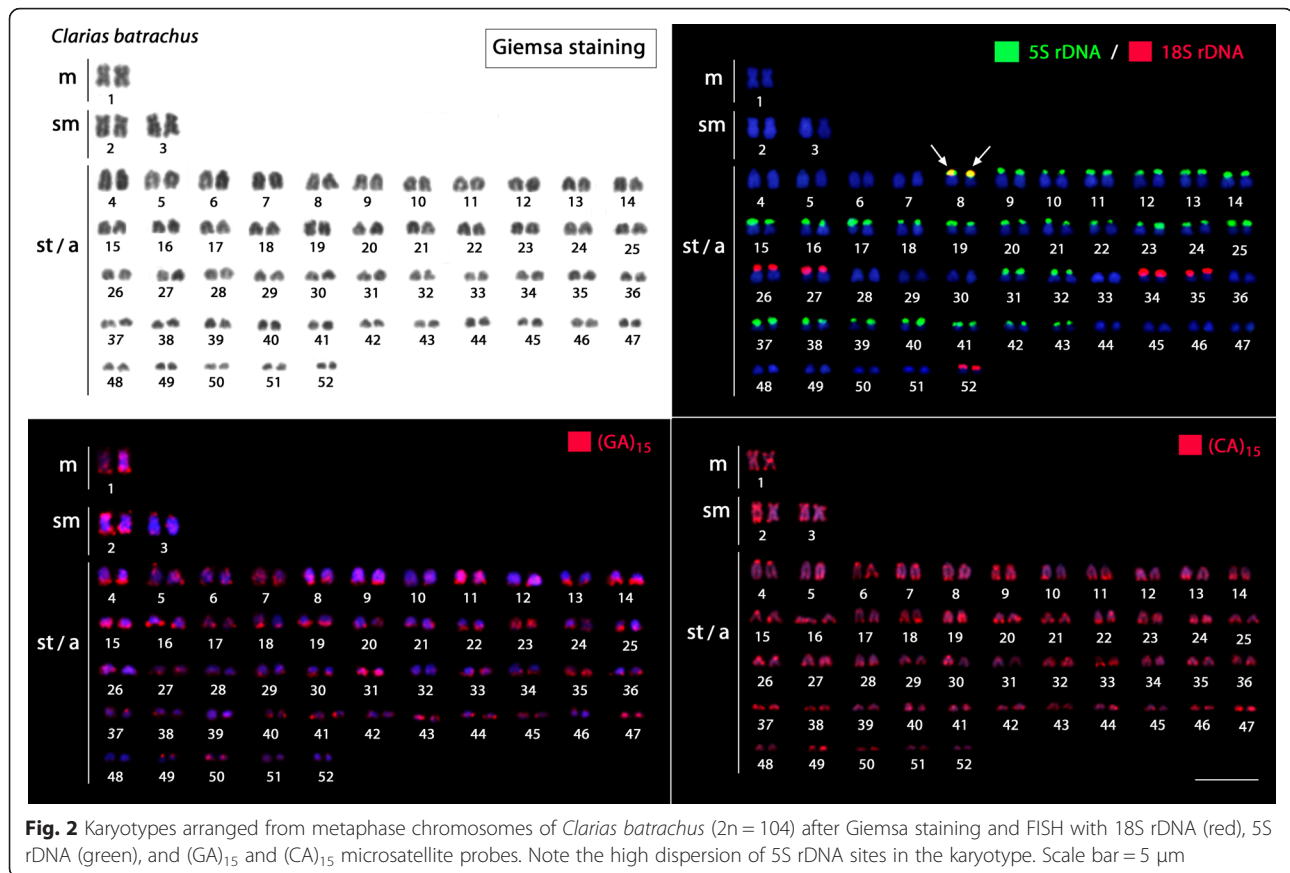 Clarias batrachus
Giemsa staining
m
1
sm
2 3
st / a
4 5 6 7 8 9 10 11 12 13 14
15 16 17 18 19 20 21 22 23 24 25
26 27 28 29 30 31 32 33 34 35 36
37 38 39 40 41 42 43 44 45 46 47
48 49 50 51 52
5S rDNA / 18S rDNA
m
1
sm
2 3
st / a
4 5 6 7 8 9 10 11 12 13 14
15 16 17 18 19 20 21 22 23 24 25
26 27 28 29 30 31 32 33 34 35 36
37 38 39 40 41 42 43 44 45 46 47
48 49 50 51 52
(GA)15
m
1
sm
2 3
st / a
4 5 6 7 8 9 10 11 12 13 14
15 16 17 18 19 20 21 22 23 24 25
26 27 28 29 30 31 32 33 34 35 36
37 38 39 40 41 42 43 44 45 46 47
48 49 50 51 52
(CA)15
m
1
sm
2 3
st / a
4 5 6 7 8 9 10 11 12 13 14
15 16 17 18 19 20 21 22 23 24 25
26 27 28 29 30 31 32 33 34 35 36
37 38 39 40 41 42 43 44 45 46 47
48 49 50 51 52
Fig. 2 Karyotypes arranged from metaphase chromosomes of Clarias batrachus (2n = 104) after Giemsa staining and FISH with 18S rDNA (red), 5S
rDNA (green), and (GA)15 and (CA)15 microsatellite probes. Note the high dispersion of 5S rDNA sites in the karyotype. Scale bar = 5 μm